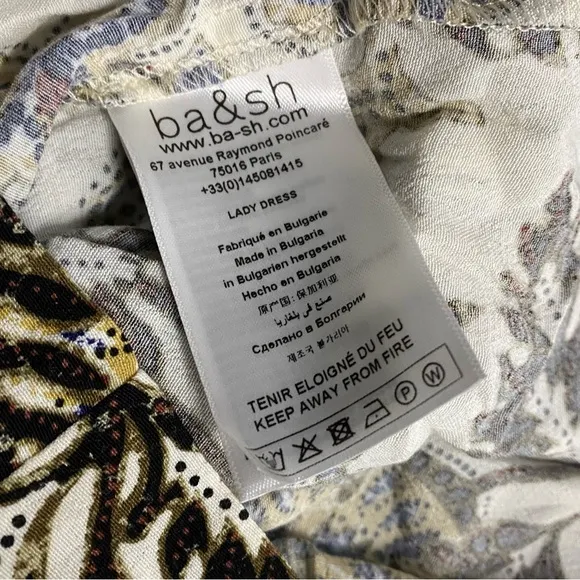 ba&sh
www.ba-sh.com
67 avenue Raymond Poincaré
75016 Paris
+33(0)145081415
LADY DRESS
Fabriqué en Bulgarie
Made in Bulgaria
in Bulgarien hergestellt
Hecho en Bulgaria
原产国: 保加利亚
صنع في بلغاريا
Сделано в Болгарии
제조국 불가리아
TENIR ELOIGNÉ DU FEU
KEEP AWAY FROM FIRE
P W